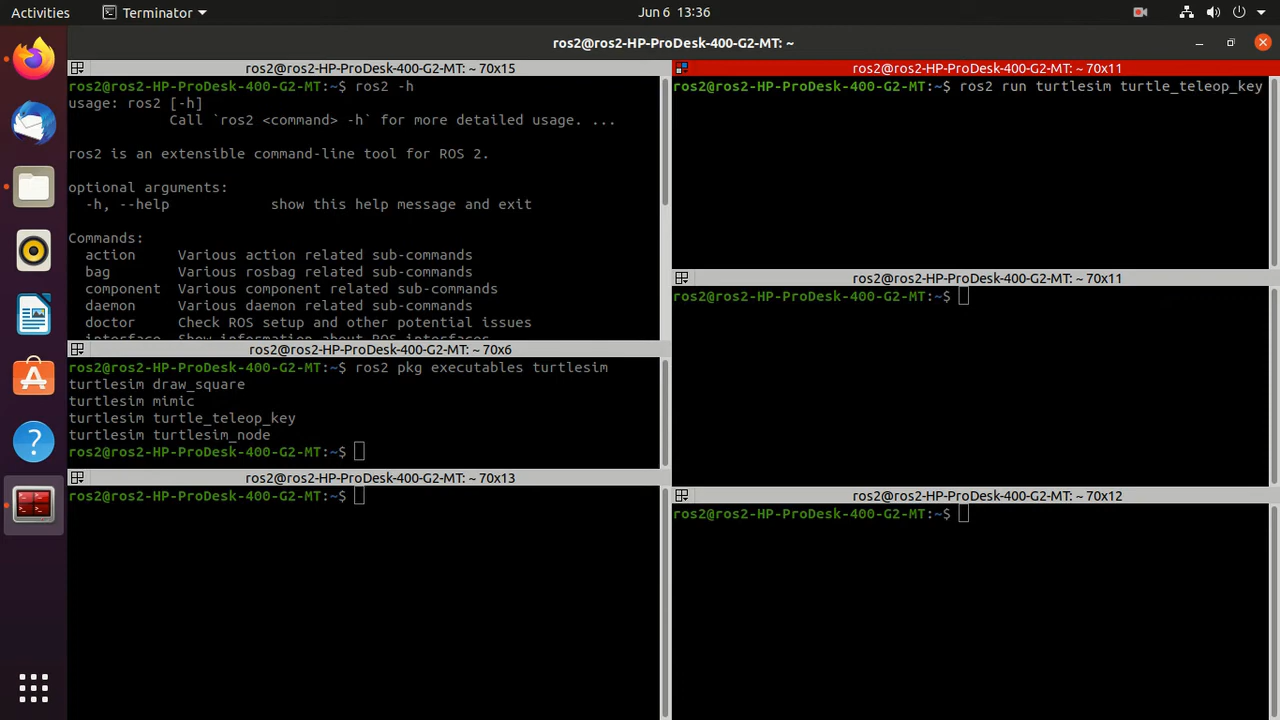 Activities Terminator Jun 6 13:36
ros2@ros2-HP-ProDesk-400-G2-MT: ~
ros2@ros2-HP-ProDesk-400-G2-MT: ~ 70x15
ros2@ros2-HP-ProDesk-400-G2-MT:~$ ros2 -h
usage: ros2 [-h]
Call `ros2 <command> -h` for more detailed usage. ...
ros2 is an extensible command-line tool for ROS 2.
optional arguments:
-h, --help show this help message and exit
Commands:
action Various action related sub-commands
bag Various rosbag related sub-commands
component Various component related sub-commands
daemon Various daemon related sub-commands
doctor Check ROS setup and other potential issues
interface Show information about ROS interfaces
ros2@ros2-HP-ProDesk-400-G2-MT: ~ 70x6
ros2@ros2-HP-ProDesk-400-G2-MT:~$ ros2 pkg executables turtlesim
turtlesim draw_square
turtlesim mimic
turtlesim turtle_teleop_key
turtlesim turtlesim_node
ros2@ros2-HP-ProDesk-400-G2-MT:~$
ros2@ros2-HP-ProDesk-400-G2-MT: ~ 70x13
ros2@ros2-HP-ProDesk-400-G2-MT:~$
ros2@ros2-HP-ProDesk-400-G2-MT: ~ 70x11
ros2@ros2-HP-ProDesk-400-G2-MT:~$ ros2 run turtlesim turtle_teleop_key
ros2@ros2-HP-ProDesk-400-G2-MT: ~ 70x11
ros2@ros2-HP-ProDesk-400-G2-MT:~$
ros2@ros2-HP-ProDesk-400-G2-MT: ~ 70x12
ros2@ros2-HP-ProDesk-400-G2-MT:~$